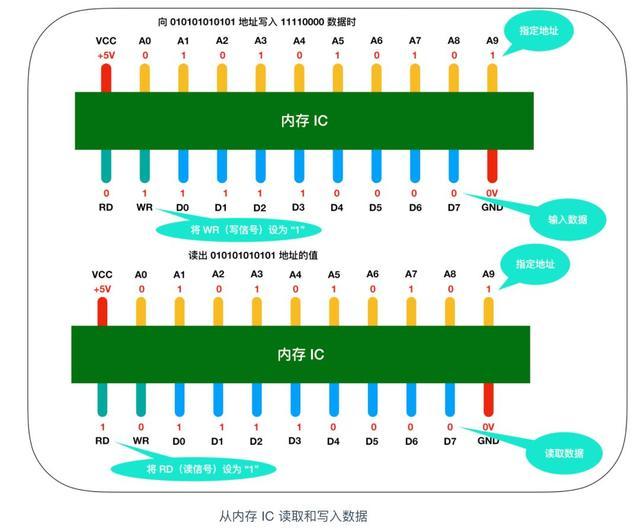 向 010101010101 地址写入 11110000 数据时
指定地址
VCC A0 A1 A2 A3 A4 A5 A6 A7 A8 A9
+5V 0 1 0 1 0 1 0 1 0 1
内存 IC
0 1 1 1 1 1 0 0 0 0 0V
RD WR D0 D1 D2 D3 D4 D5 D6 D7 GND
输入数据
将 WR（写信号）设为 “1”
读出 010101010101 地址的值
指定地址
VCC A0 A1 A2 A3 A4 A5 A6 A7 A8 A9
+5V 0 1 0 1 0 1 0 1 0 1
内存 IC
1 0 1 1 1 1 0 0 0 0 0V
RD WR D0 D1 D2 D3 D4 D5 D6 D7 GND
读取数据
将 RD（读信号）设为 “1”
从内存 IC 读取和写入数据